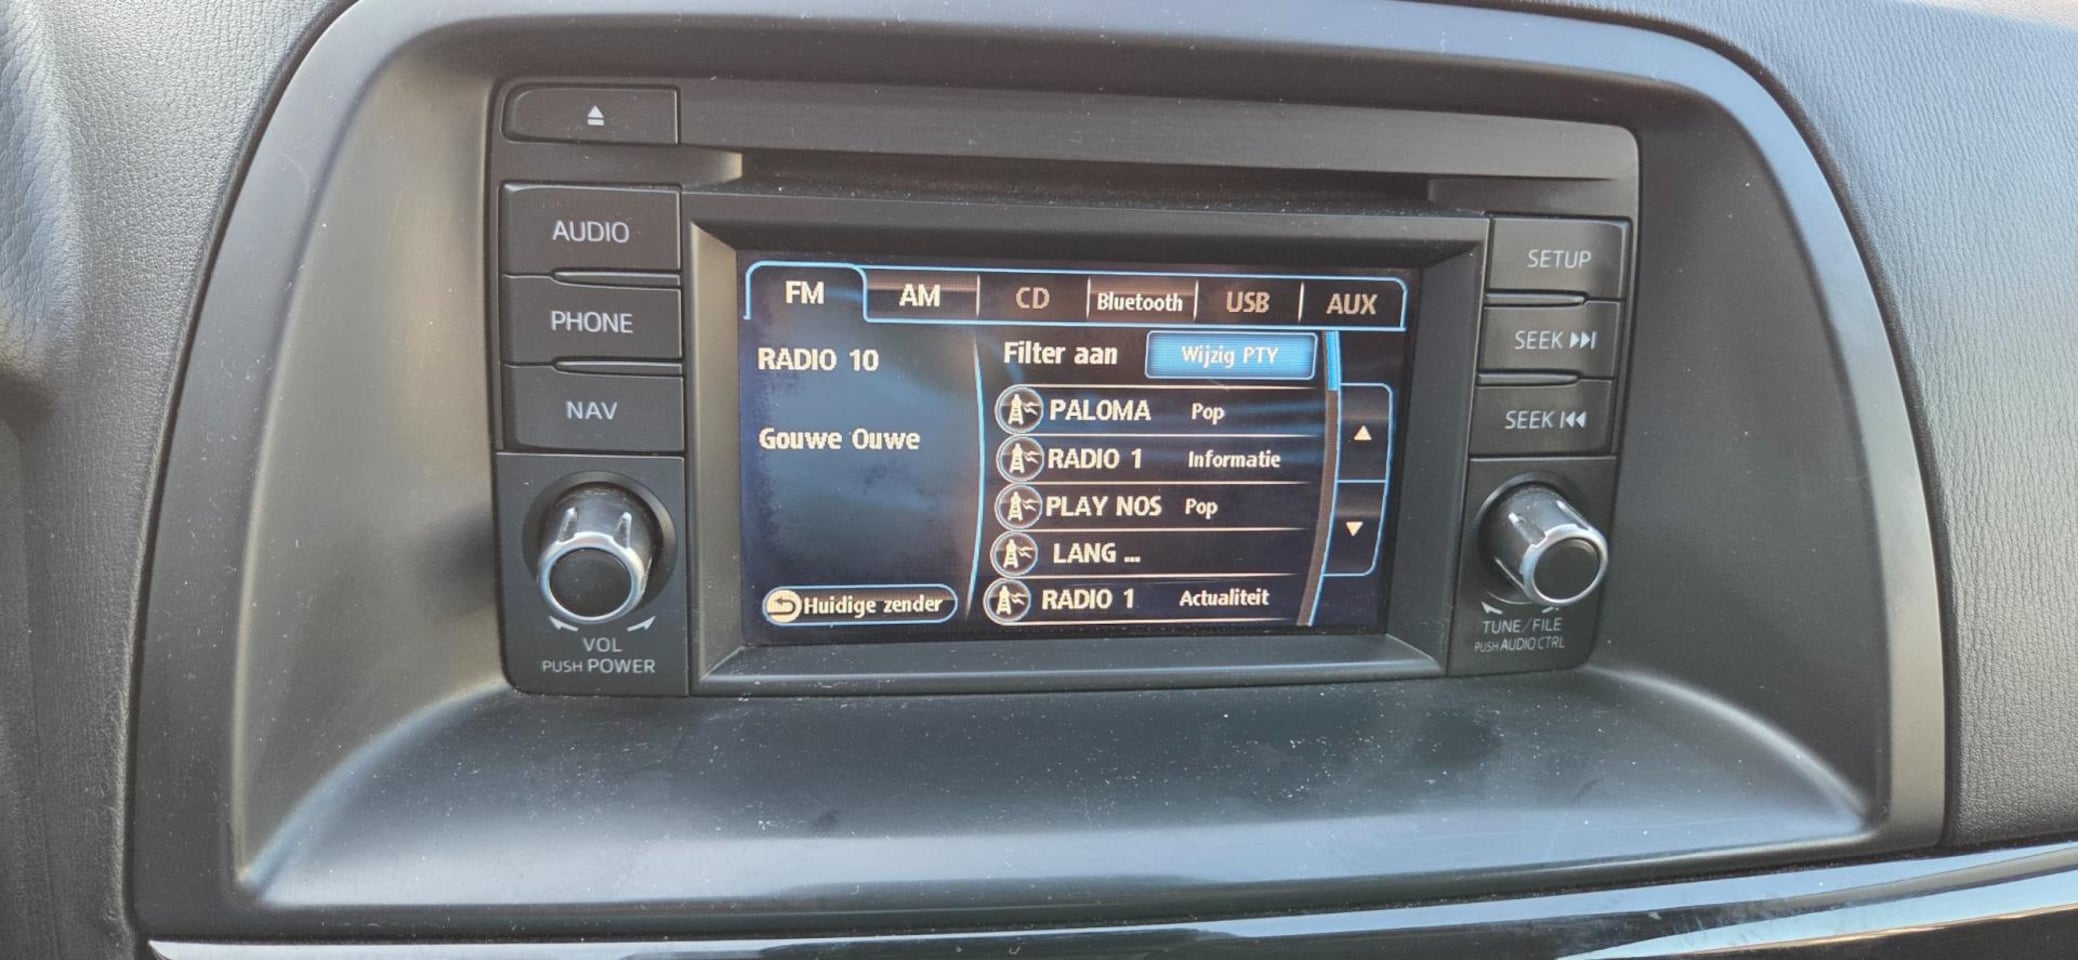 AUDIO
PHONE
NAV
VOL
PUSH POWER
FM AM CD Bluetooth USB AUX
RADIO 10
Gouwe Ouwe
Huidige zender
Filter aan Wijzig PTY
PALOMA Pop
RADIO 1 Informatie
PLAY NOS Pop
LANG ...
RADIO 1 Actualiteit
SETUP
SEEK
SEEK
TUNE/FILE
PUSH AUDIO CTRL